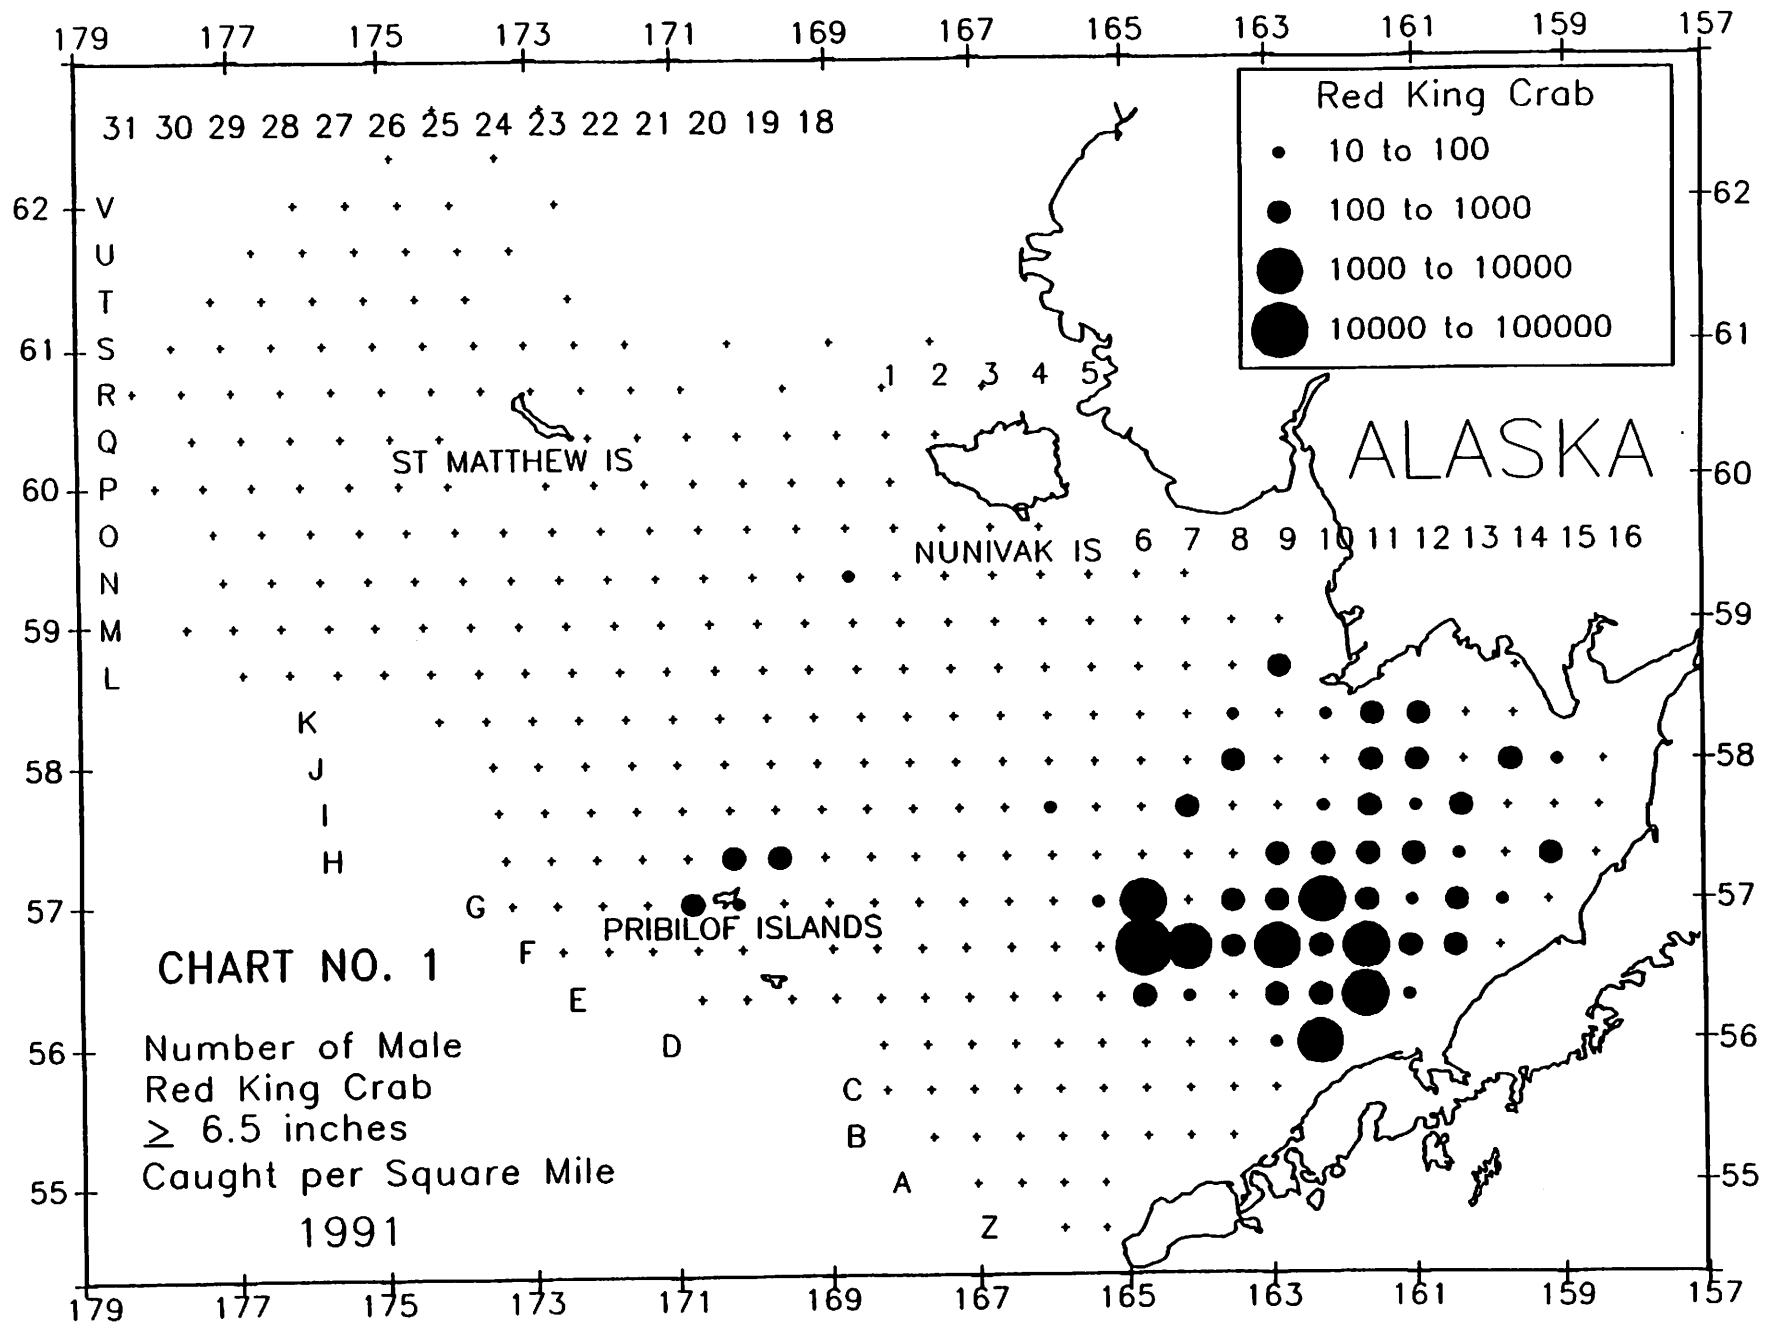 179 177 175 173 171 169 167 165 163 161 159 157
Red King Crab
10 to 100
100 to 1000
1000 to 10000
10000 to 100000
31 30 29 28 27 26 25 24 23 22 21 20 19 18
62 V 62
U
T
61 S 61
1 2 3 4 5
R
Q
ALASKA
ST MATTHEW IS
60 P 60
O
NUNIVAK IS
6 7 8 9 10 11 12 13 14 15 16
N
59 M 59
L
K
58 J 58
I
H
57 G 57
PRIBILOF ISLANDS
F
CHART NO. 1
E
56 D 56
Number of Male
Red King Crab
≥ 6.5 inches
Caught per Square Mile
1991
C
B
55 A 55
Z
179 177 175 173 171 169 167 165 163 161 159 157